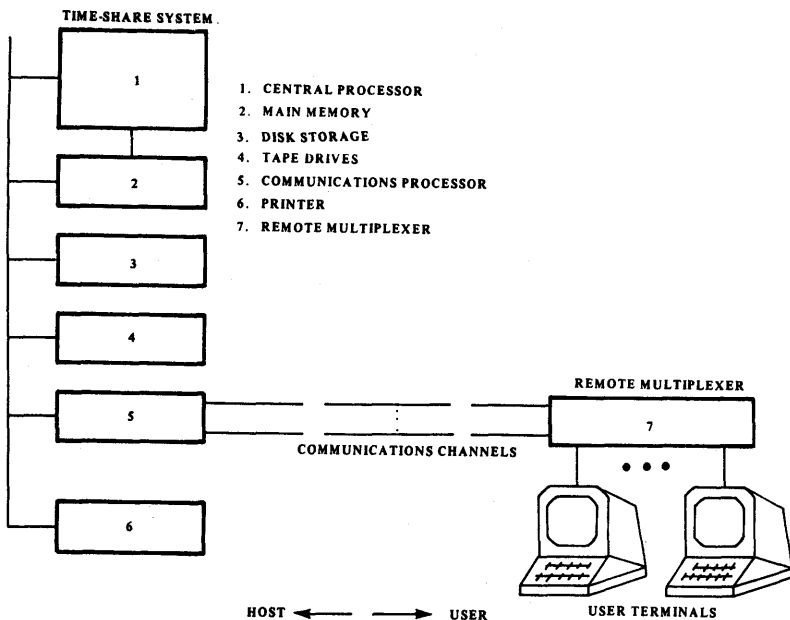 TIME-SHARE SYSTEM
1
2
3
4
5
6
1. CENTRAL PROCESSOR
2. MAIN MEMORY
3. DISK STORAGE
4. TAPE DRIVES
5. COMMUNICATIONS PROCESSOR
6. PRINTER
7. REMOTE MULTIPLEXER
REMOTE MULTIPLEXER
7
COMMUNICATIONS CHANNELS
HOST
USER
USER TERMINALS